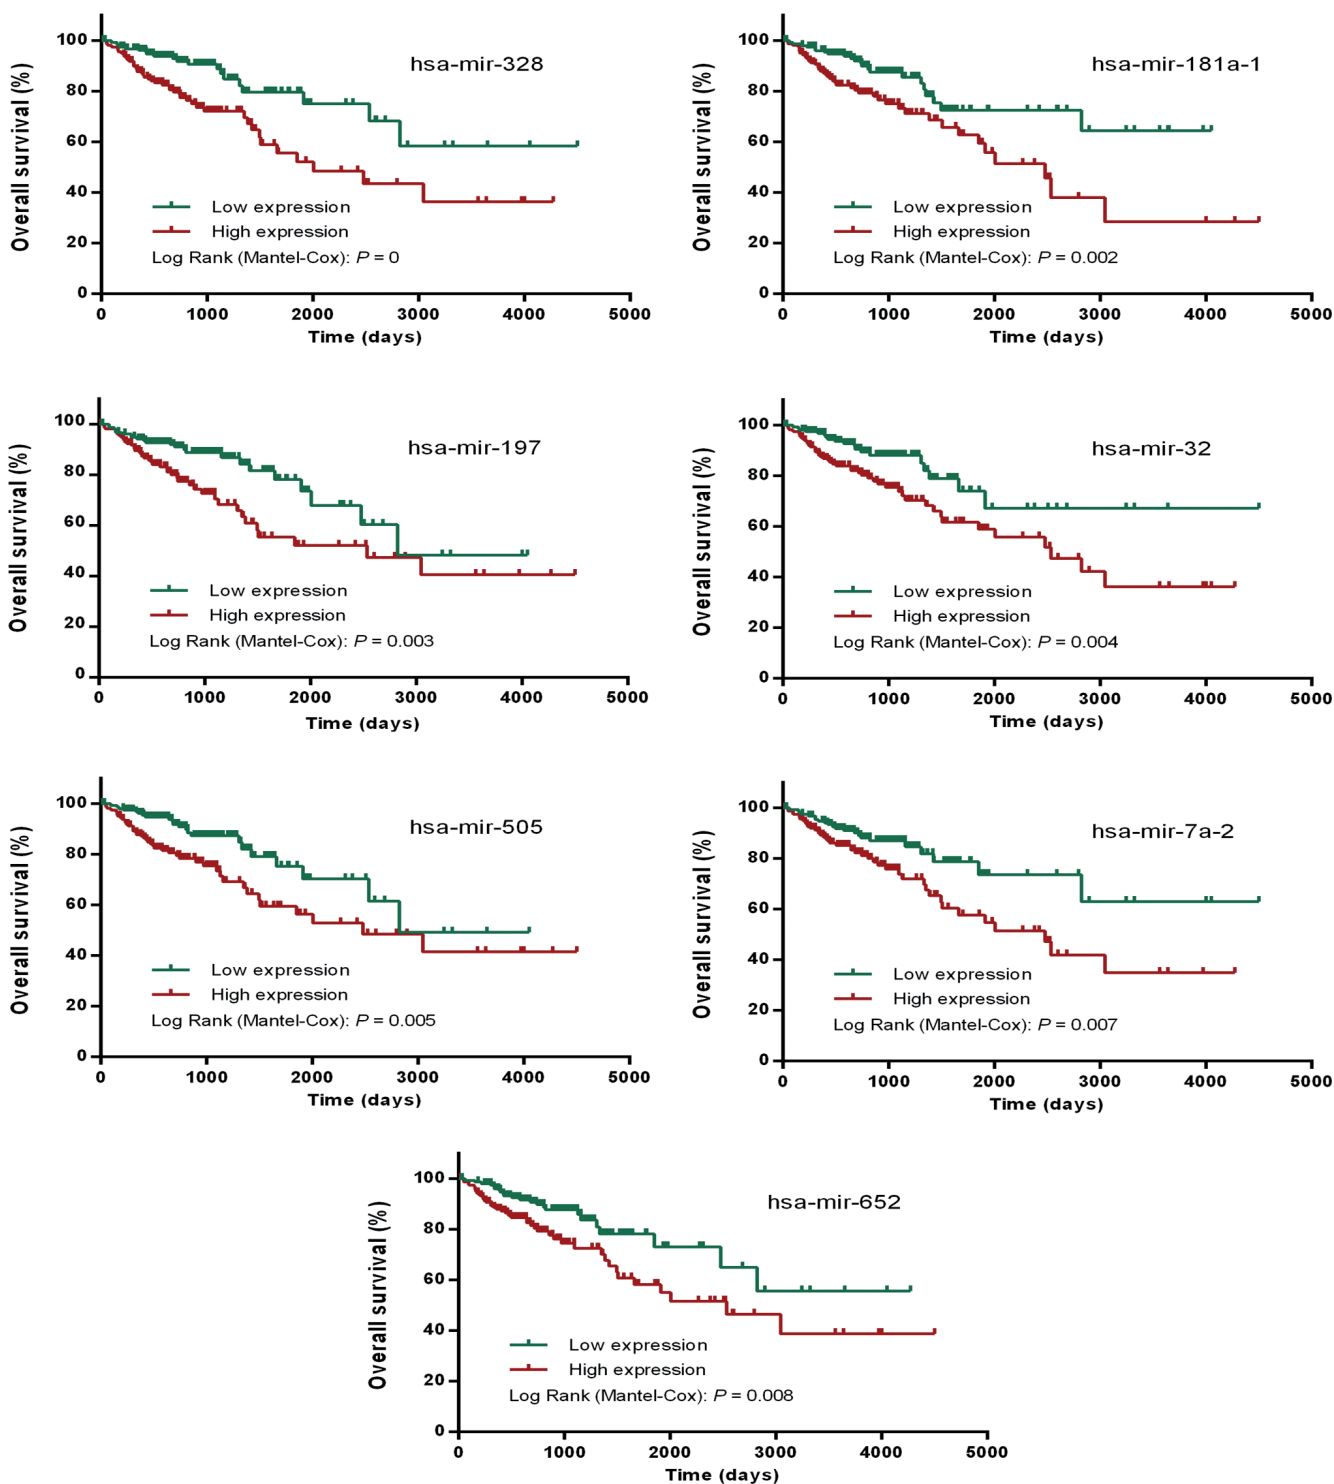 hsa-mir-328
Overall survival (%)
100
80
60
40
20
0
Low expression
High expression
Log Rank (Mantel-Cox): P = 0
0 1000 2000 3000 4000 5000
Time (days)
hsa-mir-181a-1
Overall survival (%)
100
80
60
40
20
0
Low expression
High expression
Log Rank (Mantel-Cox): P = 0.002
0 1000 2000 3000 4000 5000
Time (days)
hsa-mir-197
Overall survival (%)
100
80
60
40
20
0
Low expression
High expression
Log Rank (Mantel-Cox): P = 0.003
0 1000 2000 3000 4000 5000
Time (days)
hsa-mir-32
Overall survival (%)
100
80
60
40
20
0
Low expression
High expression
Log Rank (Mantel-Cox): P = 0.004
0 1000 2000 3000 4000 5000
Time (days)
hsa-mir-505
Overall survival (%)
100
80
60
40
20
0
Low expression
High expression
Log Rank (Mantel-Cox): P = 0.005
0 1000 2000 3000 4000 5000
Time (days)
hsa-mir-7a-2
Overall survival (%)
100
80
60
40
20
0
Low expression
High expression
Log Rank (Mantel-Cox): P = 0.007
0 1000 2000 3000 4000 5000
Time (days)
hsa-mir-652
Overall survival (%)
100
80
60
40
20
0
Low expression
High expression
Log Rank (Mantel-Cox): P = 0.008
0 1000 2000 3000 4000 5000
Time (days)